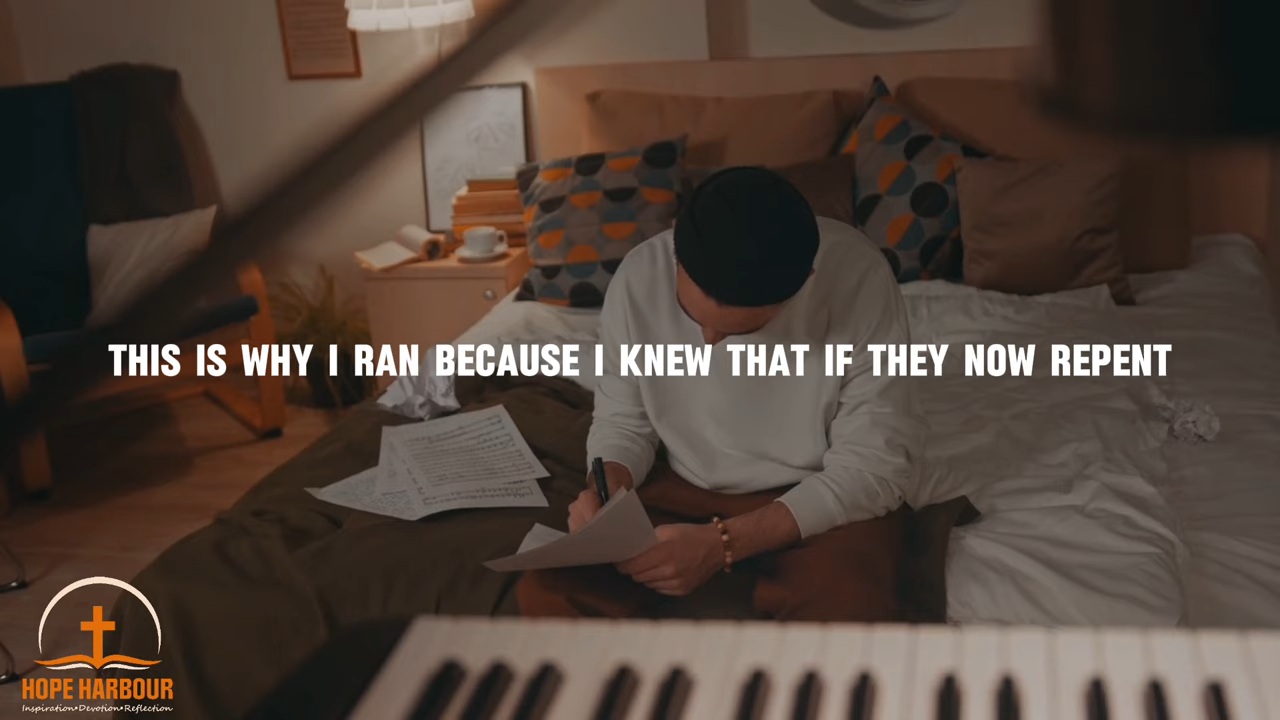 THIS IS WHY I RAN BECAUSE I KNEW THAT IF THEY NOW REPENT
HOPE HARBOUR
Inspiration•Devotion•Reflection